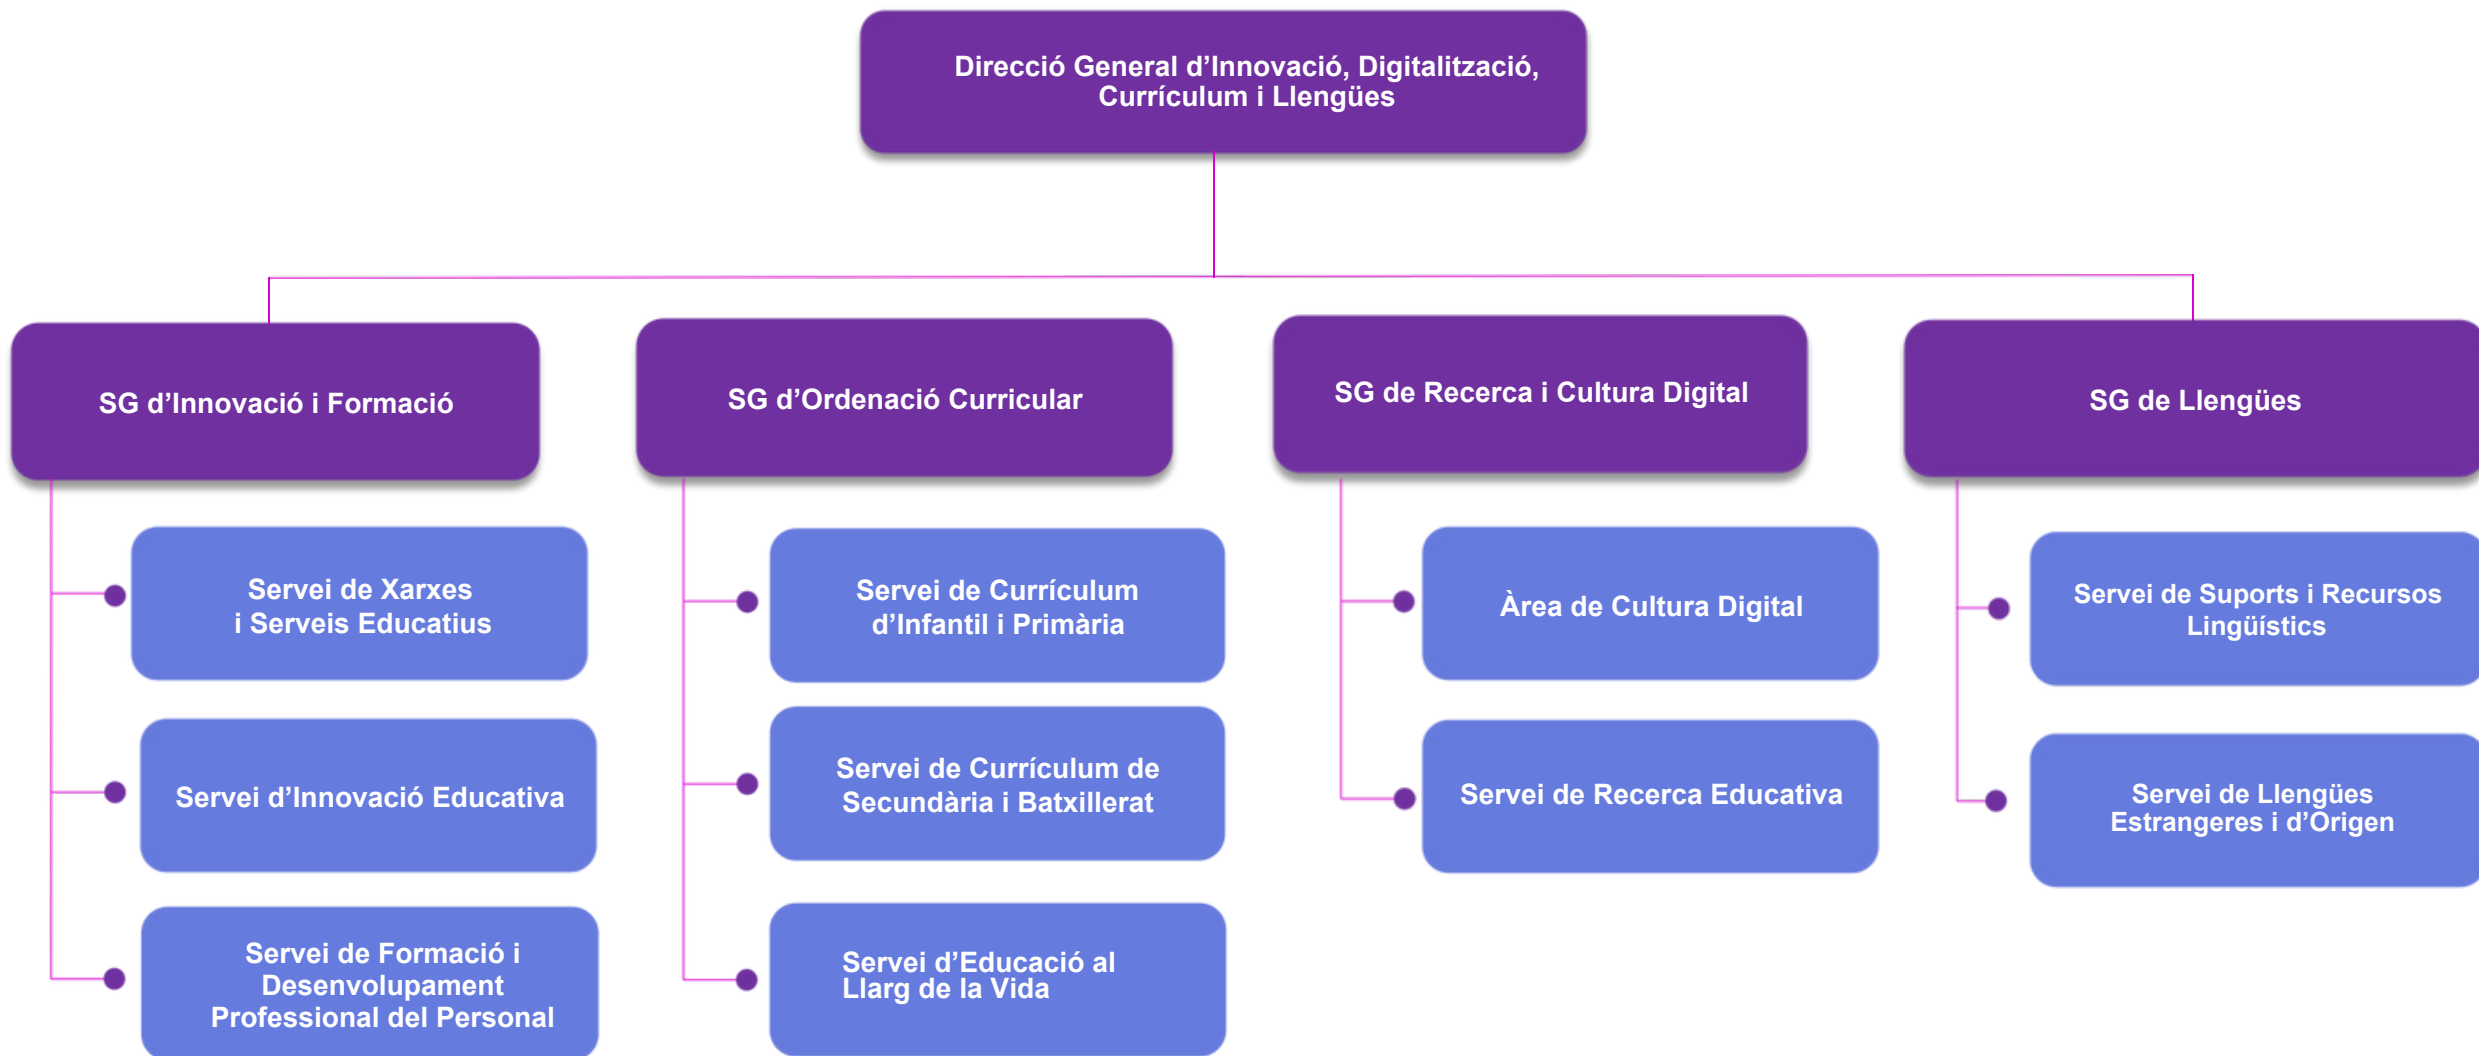 Direcció General d’Innovació, Digitalització,
Currículum i Llengües
SG d’Innovació i Formació
Servei de Xarxes
i Serveis Educatius
Servei d’Innovació Educativa
Servei de Formació i
Desenvolupament
Professional del Personal
SG d’Ordenació Curricular
Servei de Currículum
d’Infantil i Primària
Servei de Currículum de
Secundària i Batxillerat
Servei d’Educació al
Llarg de la Vida
SG de Recerca i Cultura Digital
Àrea de Cultura Digital
Servei de Recerca Educativa
SG de Llengües
Servei de Suports i Recursos
Lingüístics
Servei de Llengües
Estrangeres i d’Origen